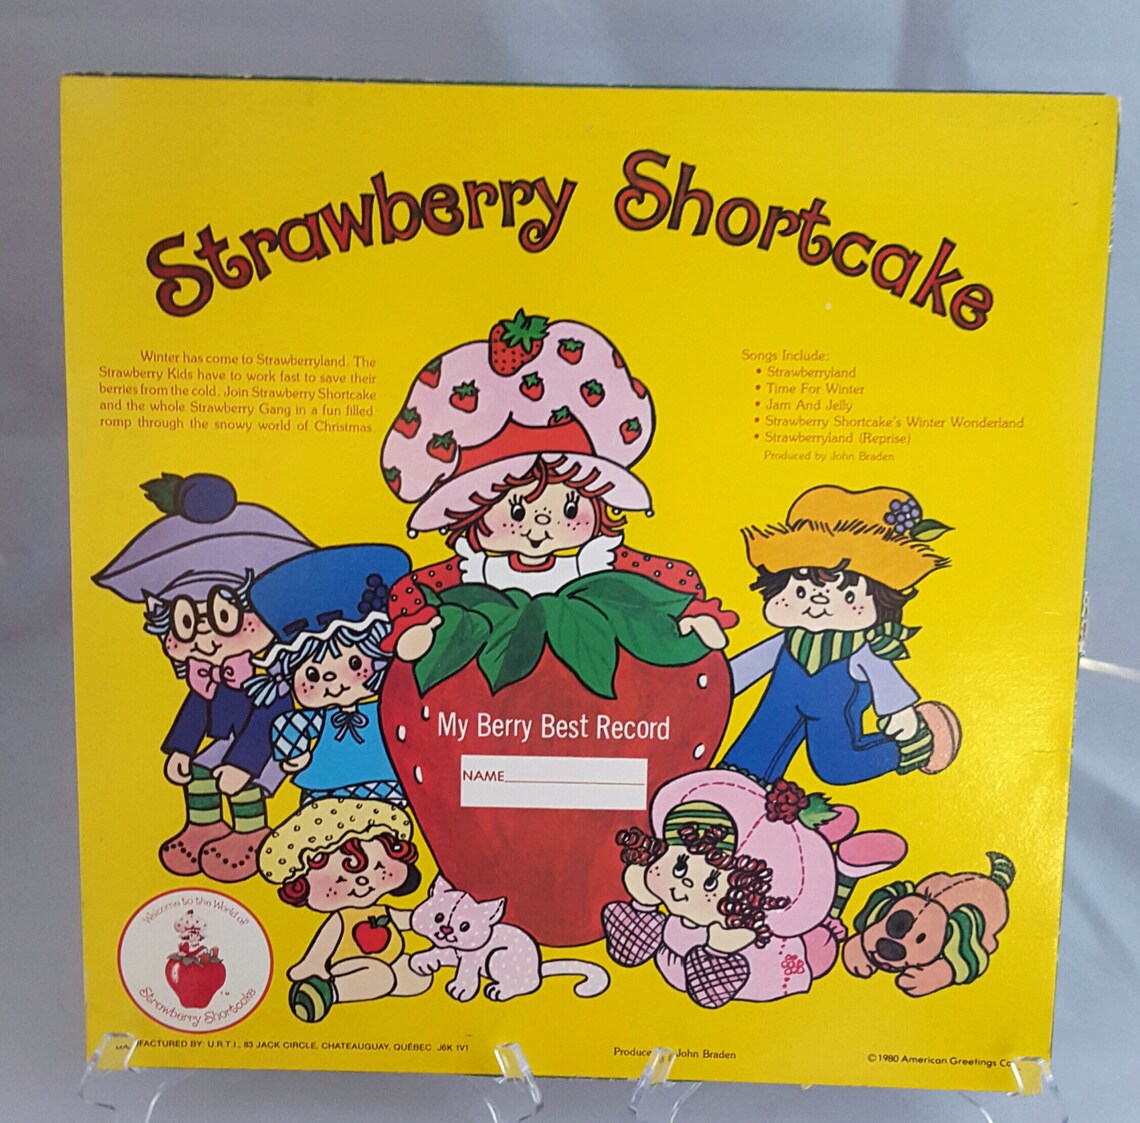 Strawberry Shortcake
Winter has come to Strawberryland. The
Strawberry Kids have to work fast to save their
berries from the cold. Join Strawberry Shortcake
and the whole Strawberry Gang in a fun filled
romp through the snowy world of Christmas.
Songs Include:
• Strawberryland
• Time For Winter
• Jam And Jelly
• Strawberry Shortcake's Winter Wonderland
• Strawberryland (Reprise)
Produced by John Braden
My Berry Best Record
NAME
Welcome to the World of
Strawberry Shortcake
MANUFACTURED BY: U.R.T.I., 83 JACK CIRCLE, CHATEAUGUAY, QUÉBEC J6K 1V1
Produced by John Braden
©1980 American Greetings